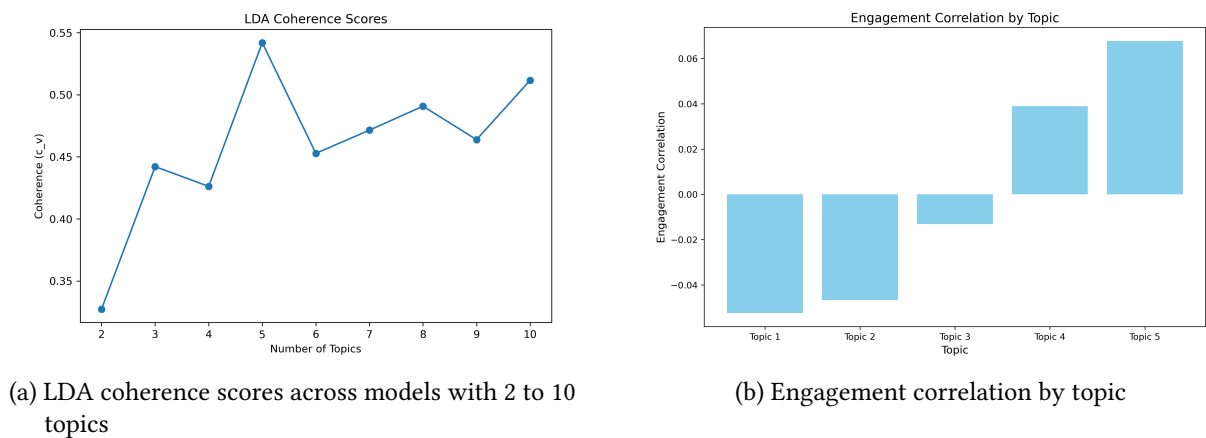 LDA Coherence Scores
0.55
0.50
0.45
0.40
0.35
Coherence (c_v)
2 3 4 5 6 7 8 9 10
Number of Topics
(a) LDA coherence scores across models with 2 to 10
topics
Engagement Correlation by Topic
0.06
0.04
0.02
0.00
−0.02
−0.04
Engagement Correlation
Topic 1 Topic 2 Topic 3 Topic 4 Topic 5
Topic
(b) Engagement correlation by topic